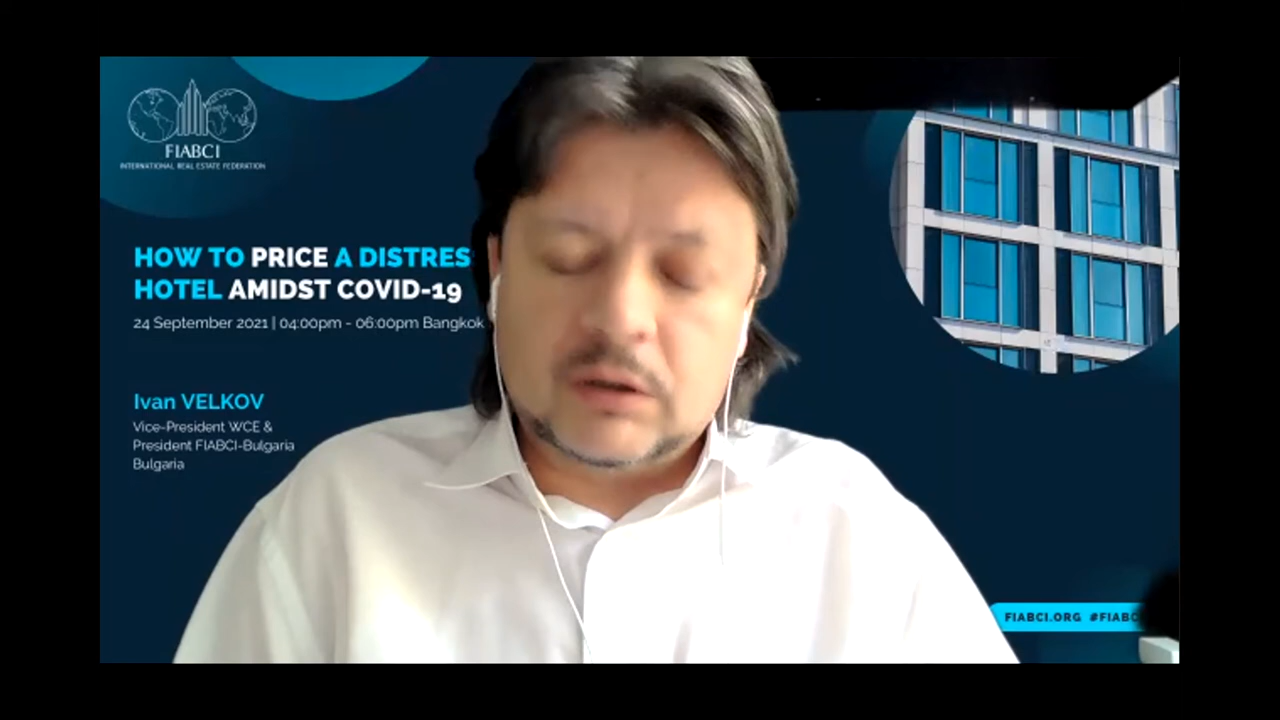 FIABCI
INTERNATIONAL REAL ESTATE FEDERATION
HOW TO PRICE A DISTRES
HOTEL AMIDST COVID-19
24 September 2021 | 04:00pm - 06:00pm Bangkok
Ivan VELKOV
Vice-President WCE &
President FIABCI-Bulgaria
Bulgaria
FIABCI.ORG #FIABC